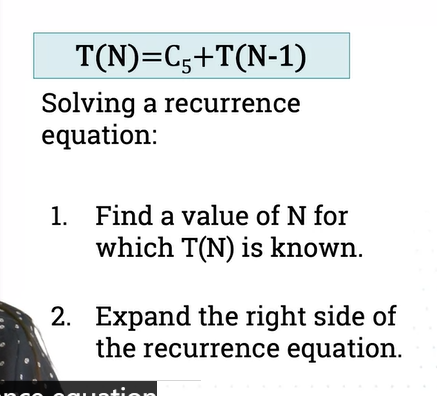 T(N)=C₅+T(N-1)
Solving a recurrence
equation:
1. Find a value of N for
which T(N) is known.
2. Expand the right side of
the recurrence equation.
equation